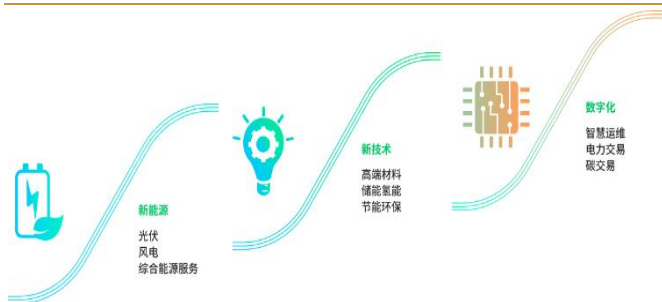 新能源
光伏
风电
综合能源服务
新技术
高端材料
储能氢能
节能环保
数字化
智慧运维
电力交易
碳交易